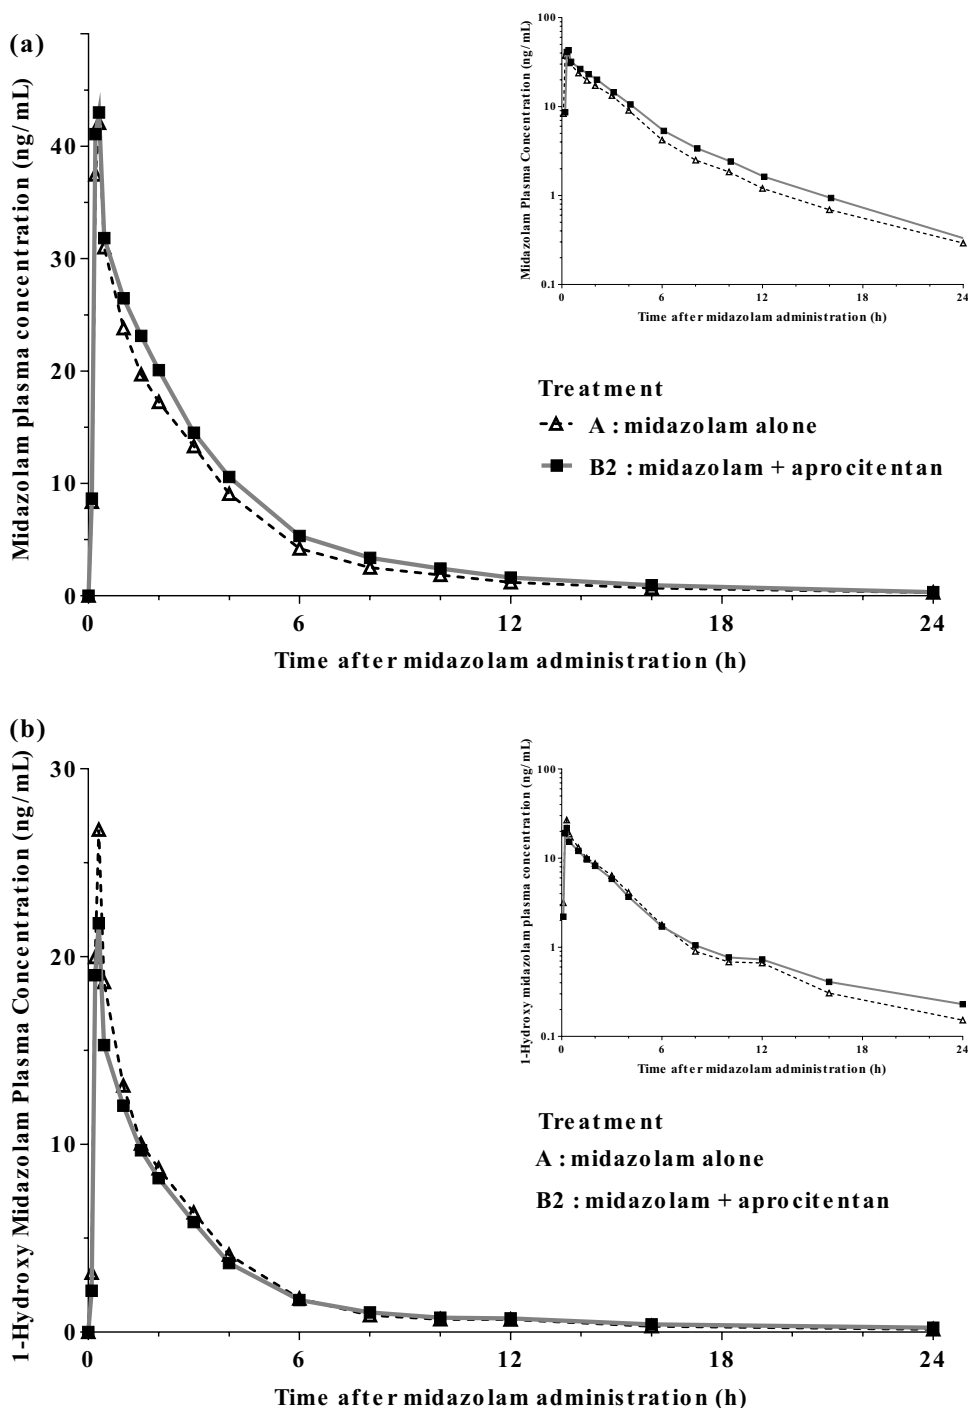 (a)
Midazolam plasma concentration (ng/mL)
40
30
20
10
0
0 6 12 18 24
Time after midazolam administration (h)
Midazolam Plasma Concentration (ng/mL)
100
10
1
0.1
0 6 12 18 24
Time after midazolam administration (h)
Treatment
A : midazolam alone
B2 : midazolam + aprocitentan
(b)
1-Hydroxy Midazolam Plasma Concentration (ng/mL)
30
20
10
0
0 6 12 18 24
Time after midazolam administration (h)
1-Hydroxy midazolam plasma concentration (ng/mL)
100
10
1
0.1
0 6 12 18 24
Time after midazolam administration (h)
Treatment
A : midazolam alone
B2 : midazolam + aprocitentan